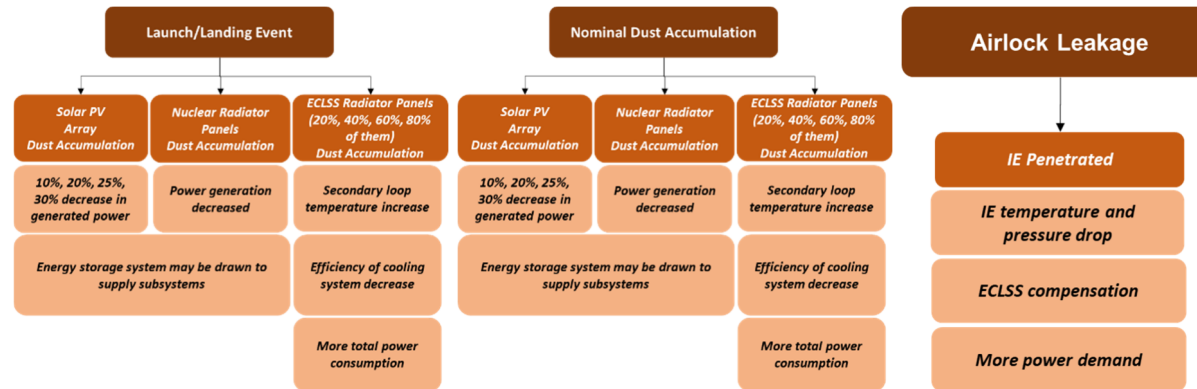 Launch/Landing Event
Solar PV
Array
Dust Accumulation
Nuclear Radiator
Panels
Dust Accumulation
ECLSS Radiator Panels
(20%, 40%, 60%, 80%
of them)
Dust Accumulation
10%, 20%, 25%,
30% decrease in
generated power
Power generation
decreased
Secondary loop
temperature increase
Energy storage system may be drawn to
supply subsystems
Efficiency of cooling
system decrease
More total power
consumption
Nominal Dust Accumulation
Solar PV
Array
Dust Accumulation
Nuclear Radiator
Panels
Dust Accumulation
ECLSS Radiator Panels
(20%, 40%, 60%, 80%
of them)
Dust Accumulation
10%, 20%, 25%,
30% decrease in
generated power
Power generation
decreased
Secondary loop
temperature increase
Energy storage system may be drawn to
supply subsystems
Efficiency of cooling
system decrease
More total power
consumption
Airlock Leakage
IE Penetrated
IE temperature and
pressure drop
ECLSS compensation
More power demand